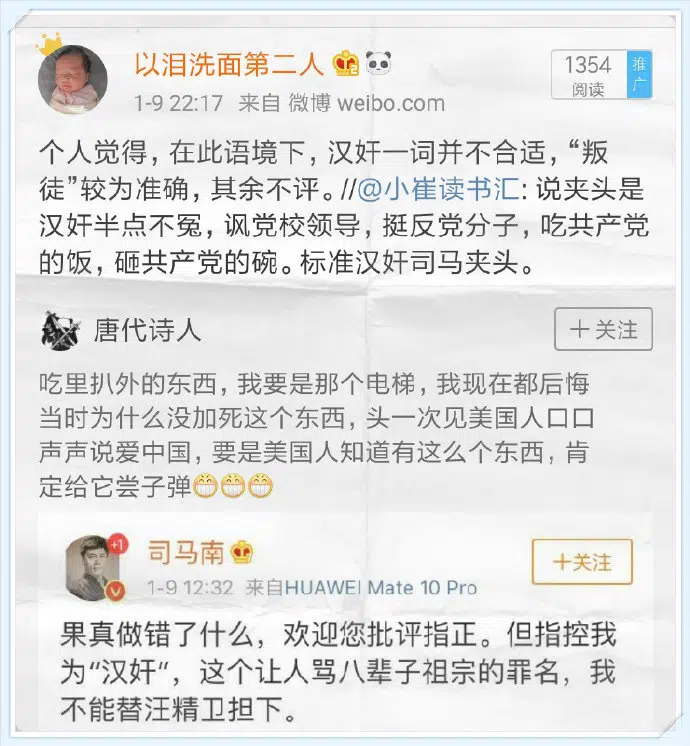 以泪洗面第二人
1354
阅读
推广
1-9 22:17 来自 微博 weibo.com
个人觉得，在此语境下，汉奸一词并不合适，“叛
徒”较为准确，其余不评。//@小崔读书汇: 说夹头是
汉奸半点不冤，讽党校领导，挺反党分子，吃共产党
的饭，砸共产党的碗。标准汉奸司马夹头。
唐代诗人
＋关注
吃里扒外的东西，我要是那个电梯，我现在都后悔
当时为什么没加死这个东西，头一次见美国人口口
声声说爱中国，要是美国人知道有这么个东西，肯
定给它尝子弹😁😁😁
+1
司马南
＋关注
1-9 12:32 来自HUAWEI Mate 10 Pro
果真做错了什么，欢迎您批评指正。但指控我
为“汉奸“，这个让人骂八辈子祖宗的罪名，我
不能替汪精卫担下。